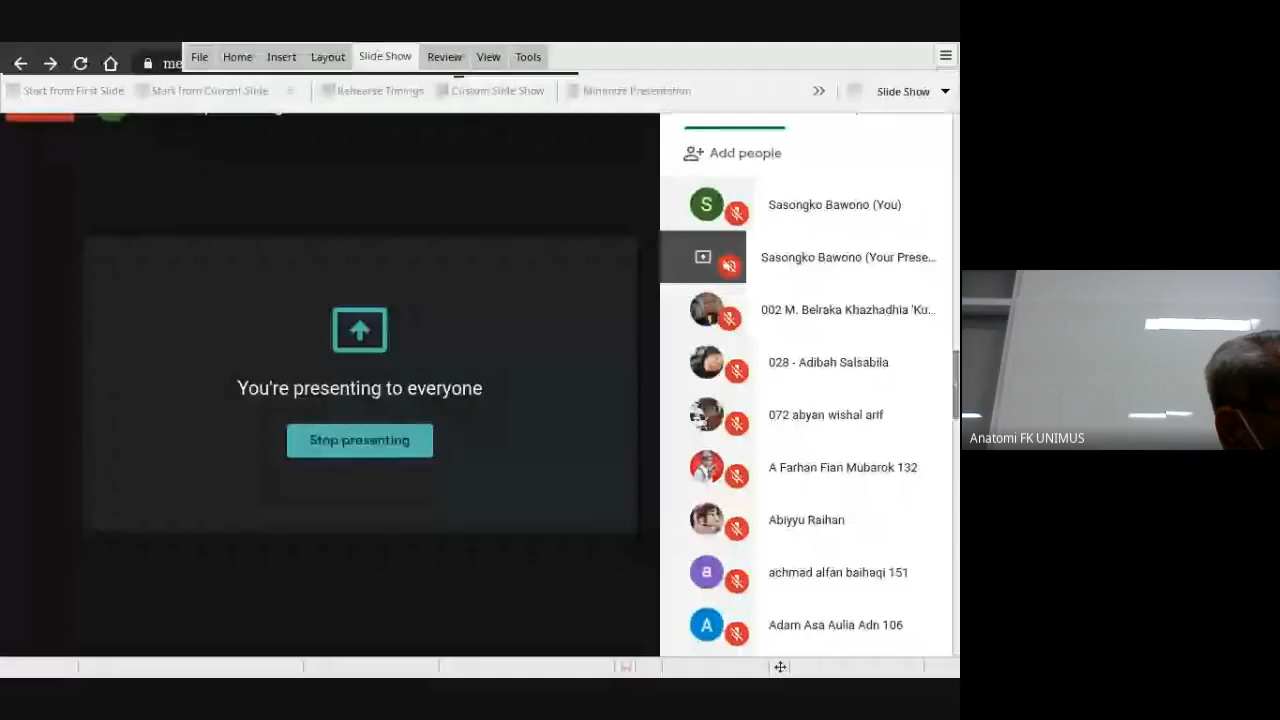 me
File Home Insert Layout Slide Show Review View Tools
Start from First Slide Start from Current Slide Rehearse Timings Custom Slide Show Minimize Presentation Slide Show
Add people
S Sasongko Bawono (You)
Sasongko Bawono (Your Prese...
002 M. Belraka Khazhadhia 'Ku...
You're presenting to everyone
Stop presenting
028 - Adibah Salsabila
072 abyan wishal arif
A Farhan Fian Mubarok 132
Abiyyu Raihan
a achmad alfan baihaqi 151
A Adam Asa Aulia Adn 106
Anatomi FK UNIMUS